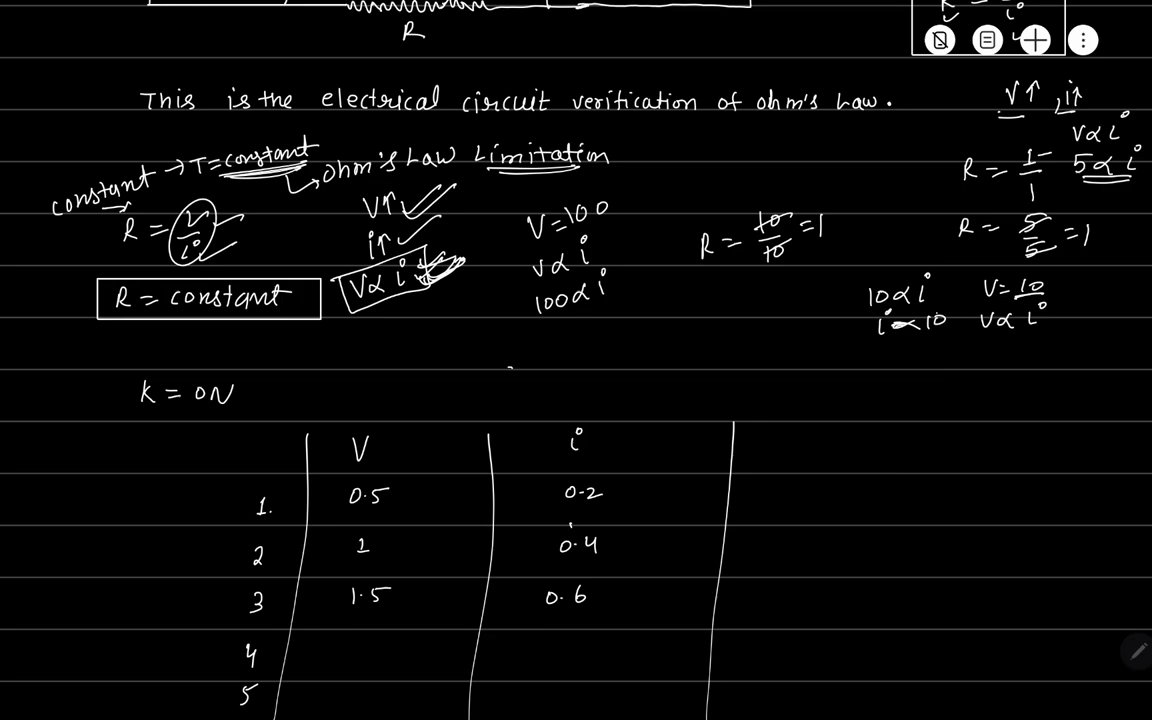 R
R = i
This is the electrical circuit verification of ohm's Law.
V↑ i↑
V∝i
constant → T=constant
Ohm's Law Limitation
R = 1/1
5∝i
R = V/i
V↑
i↑
V∝i
V=100
V∝i
100∝i
R = 10/10 = 1
R = 5/5 = 1
R = constant
10∝i
i∝10
V=10
V∝i
K = ON
V i
1. 0.5 0.2
2 1 0.4
3 1.5 0.6
4
5